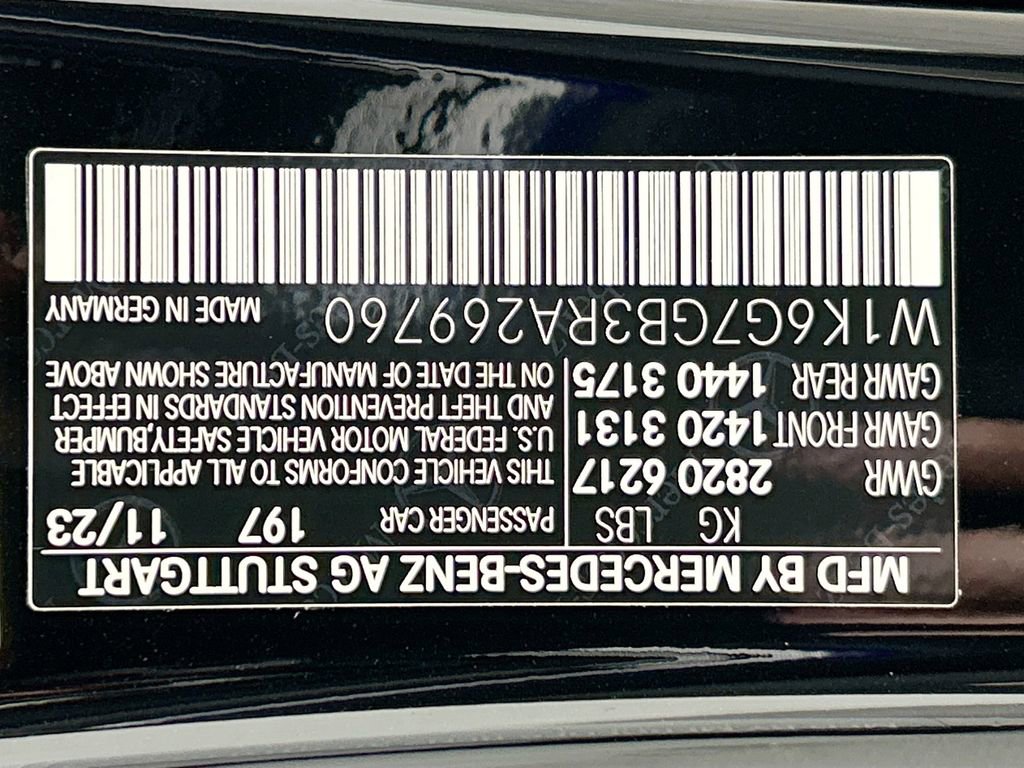 MFD BY MERCEDES-BENZ AG STUTTGART
KG LBS
GVWR 2820 6217
GAWR FRONT 1420 3131
GAWR REAR 1440 3175
PASSENGER CAR 197 11/23
THIS VEHICLE CONFORMS TO ALL APPLICABLE
U.S. FEDERAL MOTOR VEHICLE SAFETY,BUMPER
AND THEFT PREVENTION STANDARDS IN EFFECT
ON THE DATE OF MANUFACTURE SHOWN ABOVE
W1K6G7GB3RA269760 MADE IN GERMANY